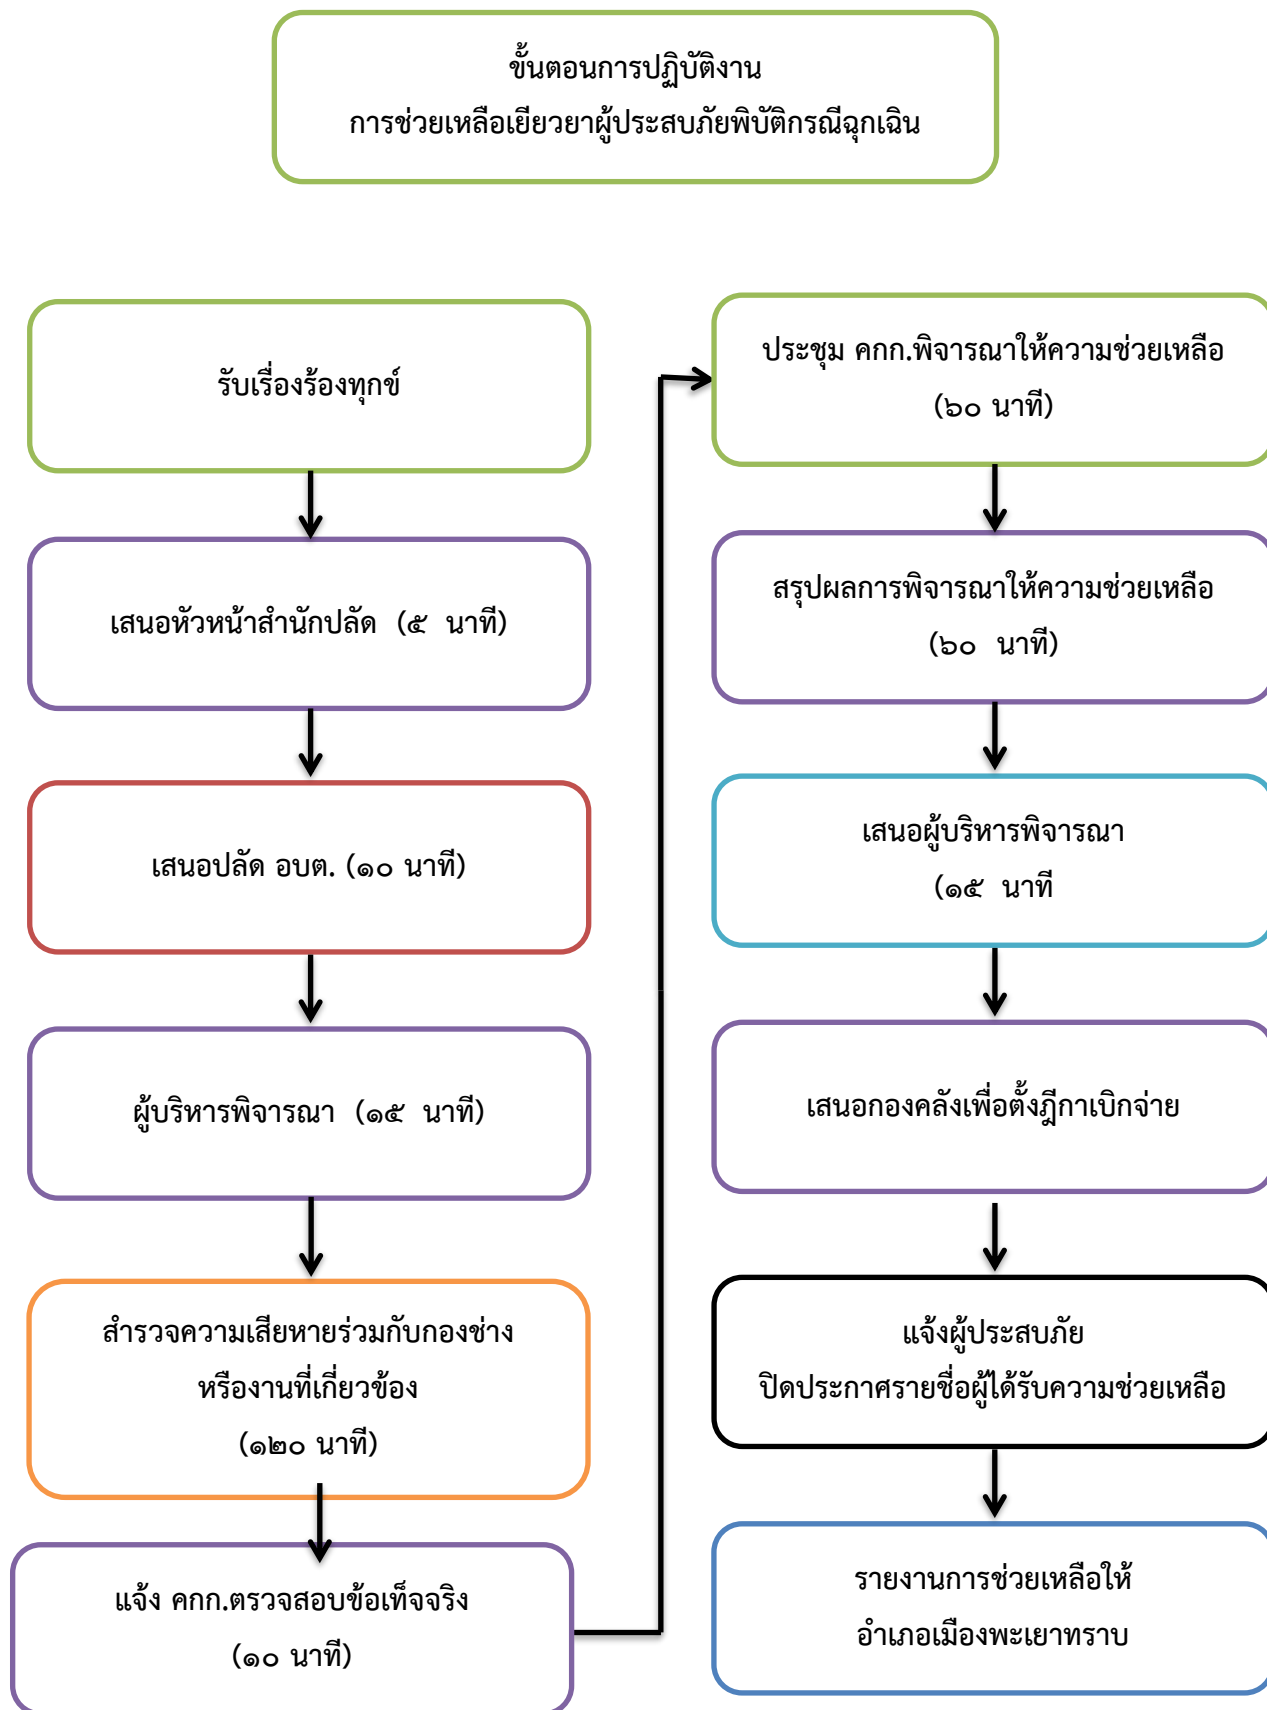 ขั้นตอนการปฏิบัติงาน
การช่วยเหลือเยียวยาผู้ประสบภัยพิบัติกรณีฉุกเฉิน
รับเรื่องร้องทุกข์
เสนอหัวหน้าสำนักปลัด (๕ นาที)
เสนอปลัด อบต. (๑๐ นาที)
ผู้บริหารพิจารณา (๑๕ นาที)
สำรวจความเสียหายร่วมกับกองช่าง
หรืองานที่เกี่ยวข้อง
(๑๒๐ นาที)
แจ้ง คกก.ตรวจสอบข้อเท็จจริง
(๑๐ นาที)
ประชุม คกก.พิจารณาให้ความช่วยเหลือ
(๖๐ นาที)
สรุปผลการพิจารณาให้ความช่วยเหลือ
(๖๐ นาที)
เสนอผู้บริหารพิจารณา
(๑๕ นาที
เสนอกองคลังเพื่อตั้งฎีกาเบิกจ่าย
แจ้งผู้ประสบภัย
ปิดประกาศรายชื่อผู้ได้รับความช่วยเหลือ
รายงานการช่วยเหลือให้
อำเภอเมืองพะเยาทราบ